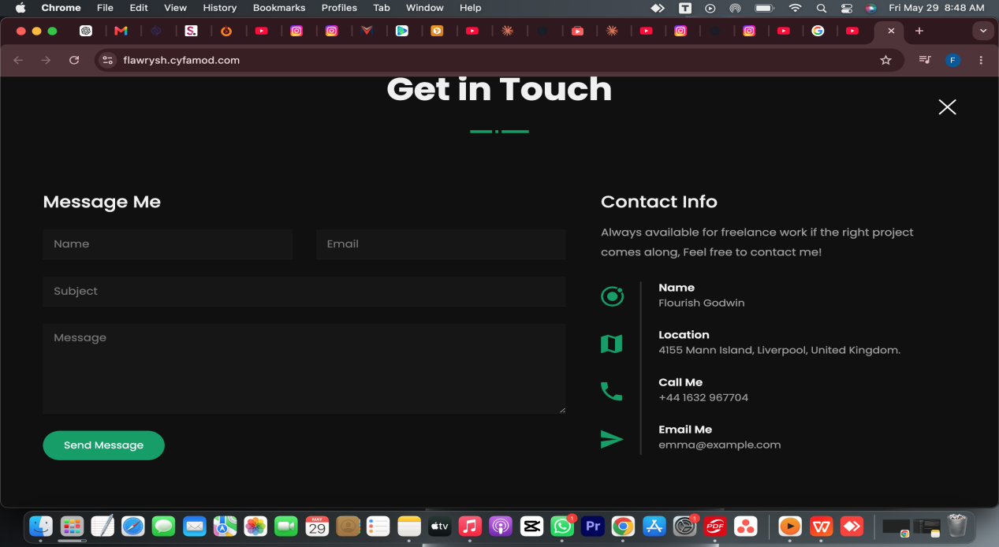 Chrome File Edit View History Bookmarks Profiles Tab Window Help T Fri May 29 8:48 AM
S.
flawrysh.cyfamod.com F
Get in Touch
Message Me
Name Email
Subject
Message
Send Message
Contact Info
Always available for freelance work if the right project
comes along, Feel free to contact me!
Name
Flourish Godwin
Location
4155 Mann Island, Liverpool, United Kingdom.
Call Me
+44 1632 967704
Email Me
emma@example.com
MAY 29 tv 1 Pr 1 PDF W